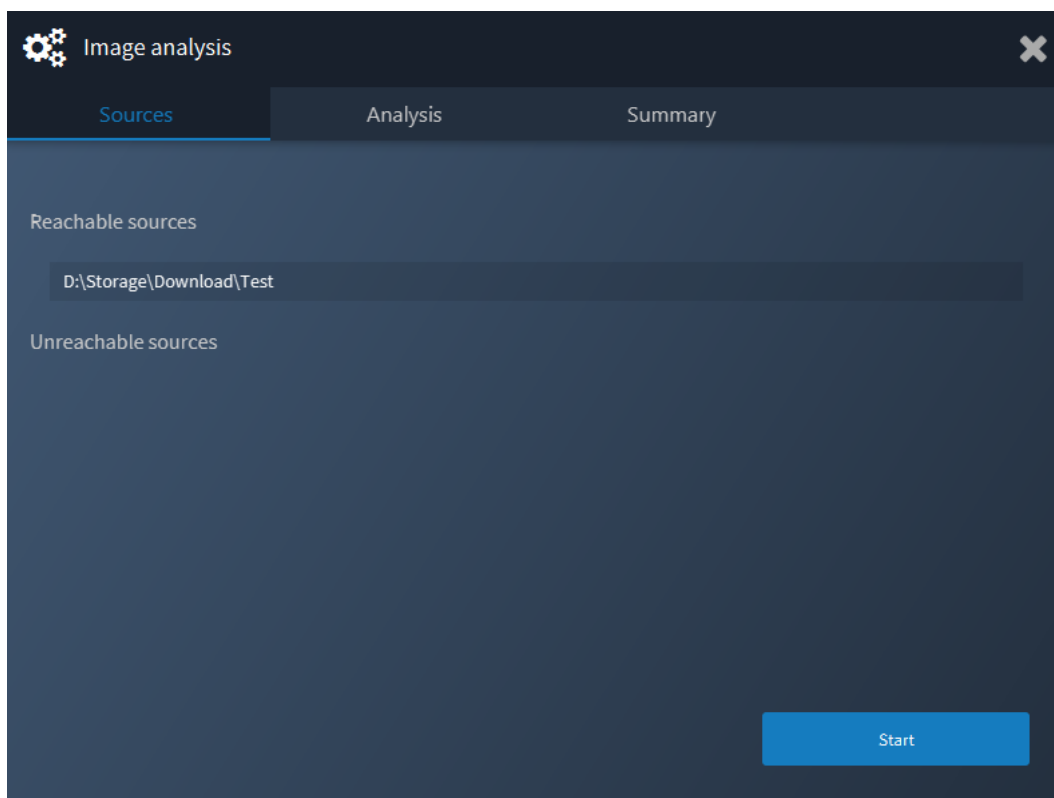 Image analysis
Sources Analysis Summary
Reachable sources
D:\Storage\Download\Test
Unreachable sources
Start